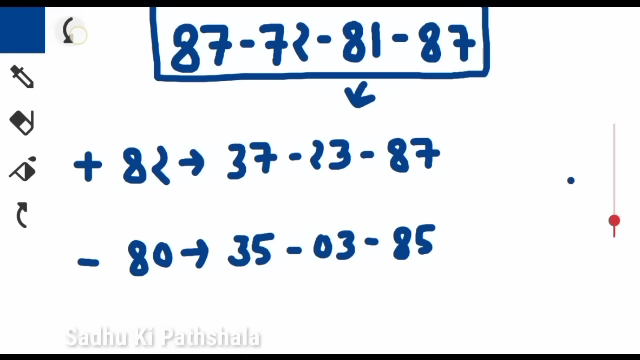 87-72-81-87
+ 82 → 37-23-87
- 80 → 35-03-85
Sadhu Ki Pathshala